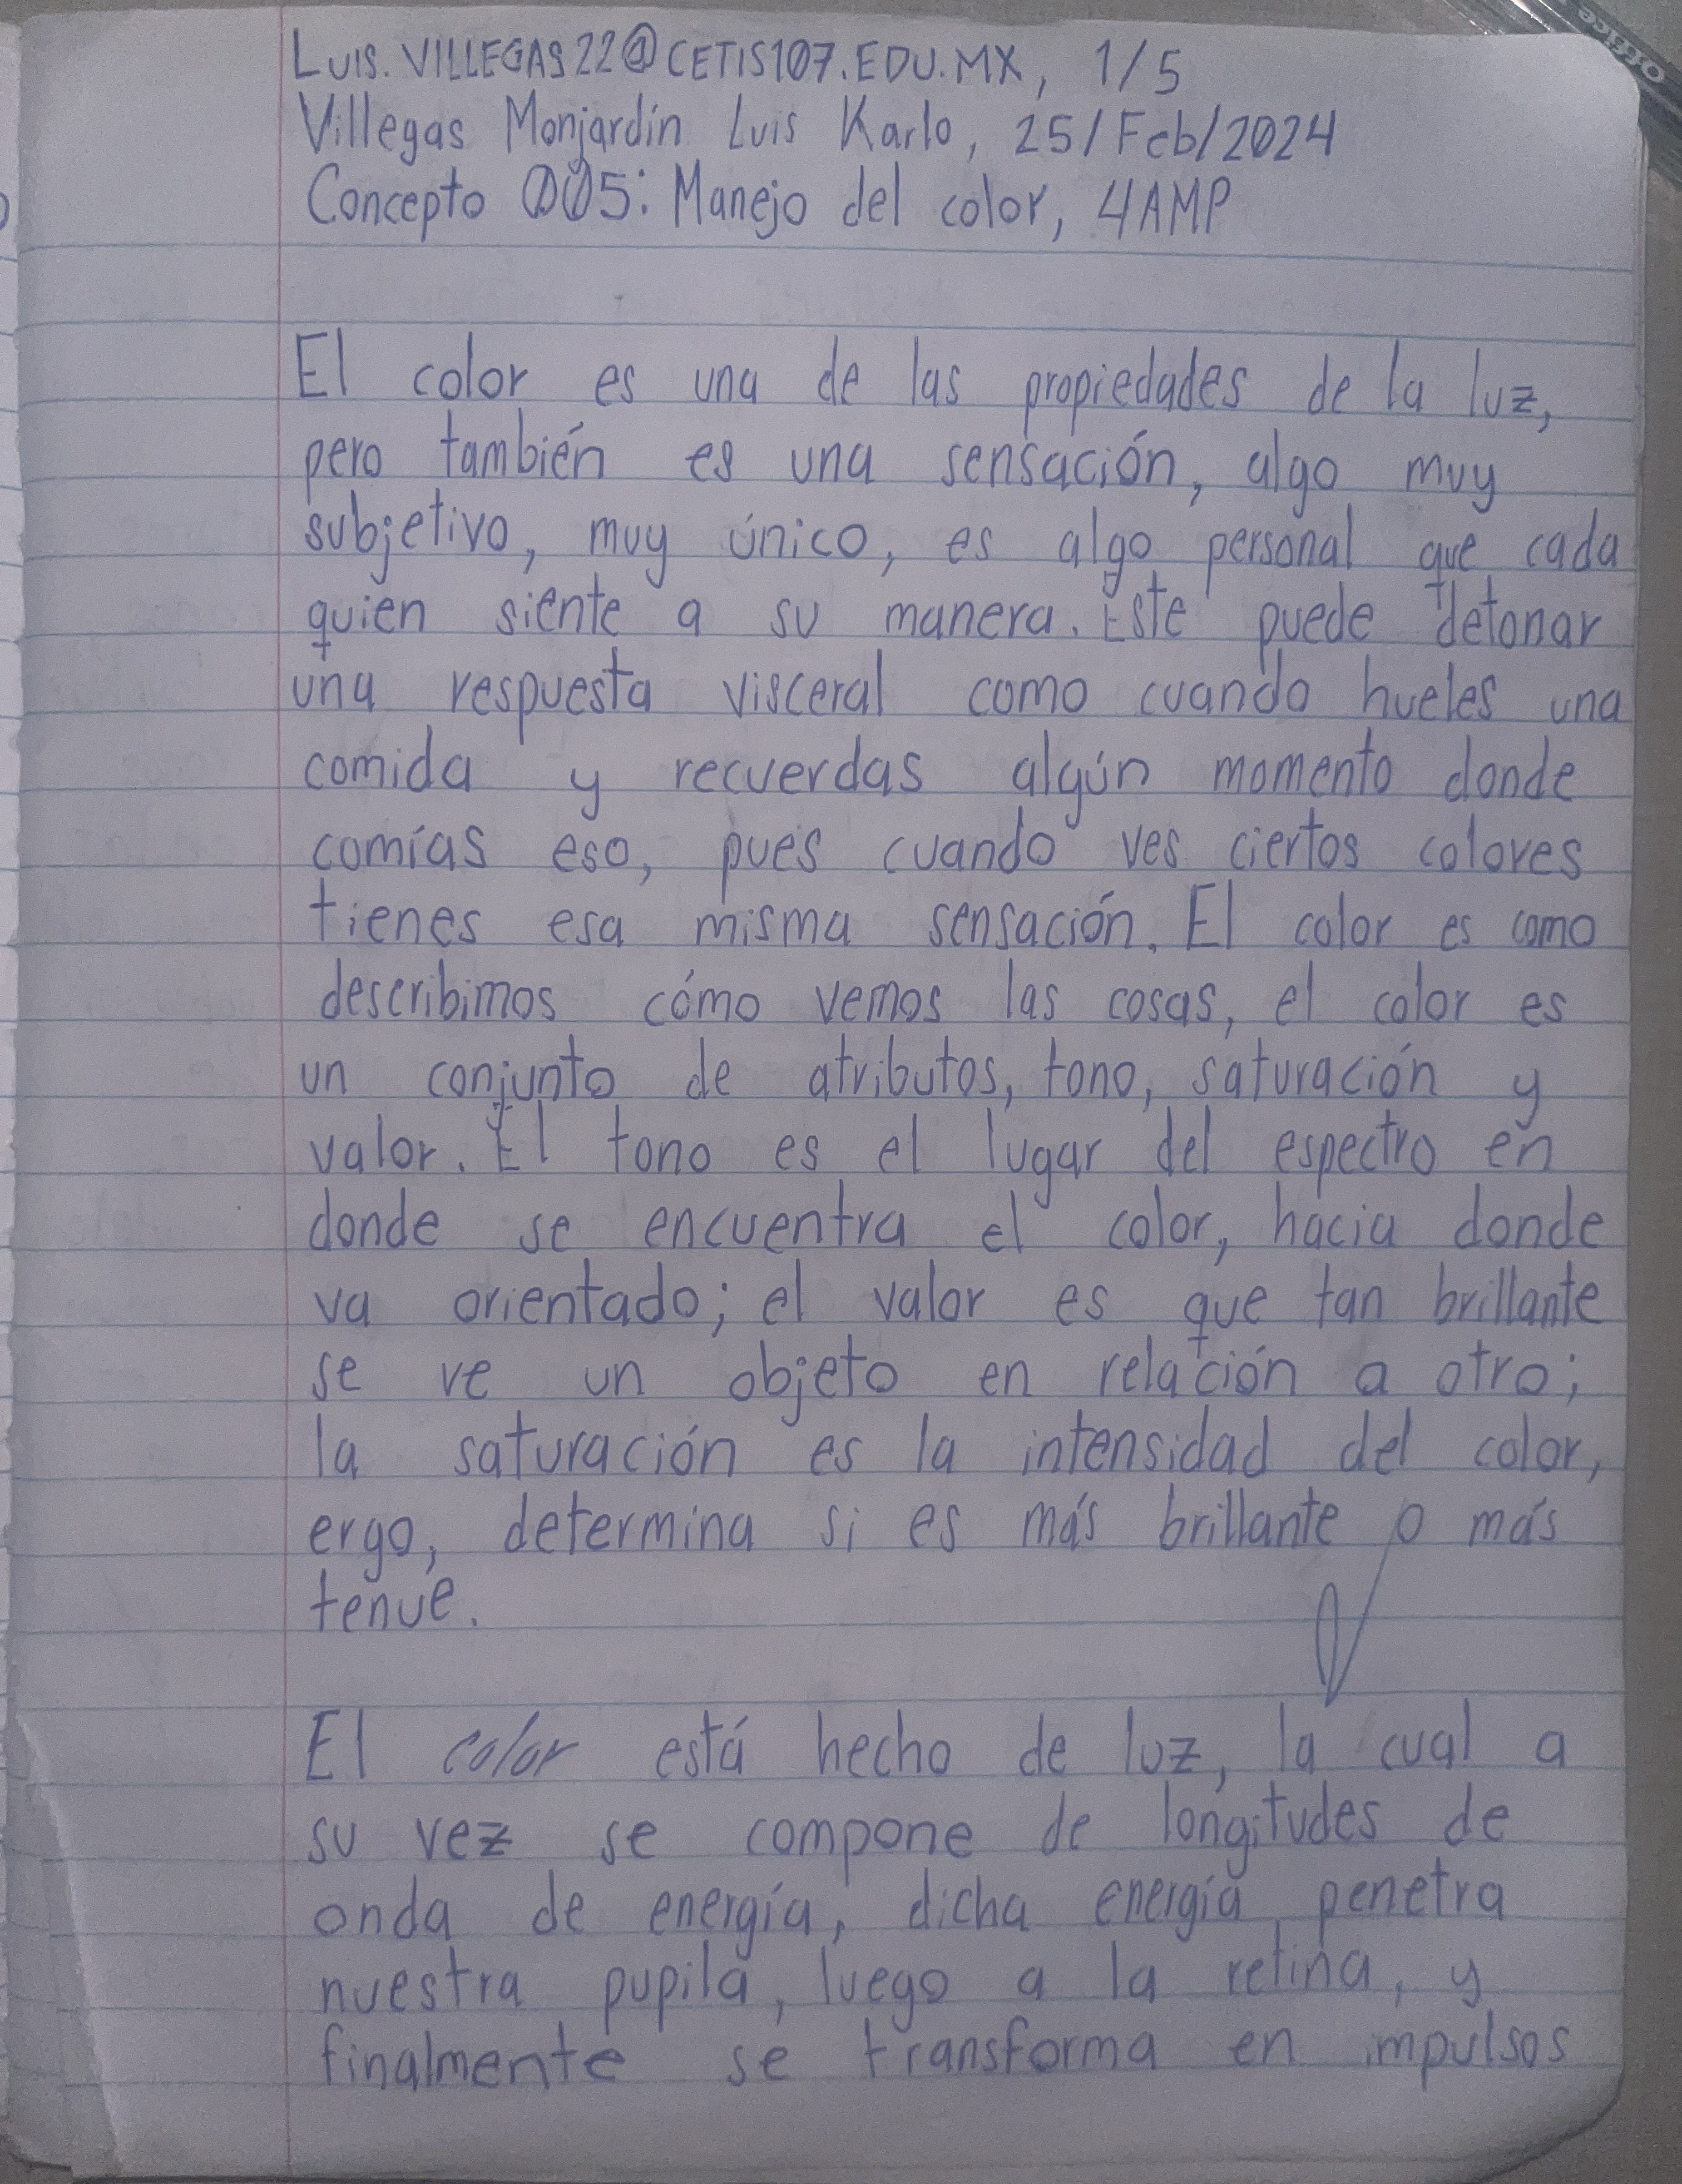 LUIS.VILLEGAS22@CETIS107.EDU.MX, 1/5
Villegas Monjardín Luis Karlo, 25/Feb/2024
Concepto 005: Manejo del color, 4AMP
El color es una de las propiedades de la luz,
pero también es una sensación, algo muy
subjetivo, muy único, es algo personal que cada
quien siente a su manera. Este puede detonar
una respuesta visceral como cuando hueles una
comida y recuerdas algún momento donde
comías eso, pues cuando ves ciertos colores
tienes esa misma sensación. El color es como
describimos cómo vemos las cosas, el color es
un conjunto de atributos, tono, saturación y
valor. El tono es el lugar del espectro en
donde se encuentra el color, hacia donde
va orientado; el valor es que tan brillante
se ve un objeto en relación a otro;
la saturación es la intensidad del color,
ergo, determina si es más brillante o más
tenue.
El color está hecho de luz, la cual a
su vez se compone de longitudes de
onda de energía, dicha energía penetra
nuestra pupila, luego a la retina, y
finalmente se transforma en impulsos
Office